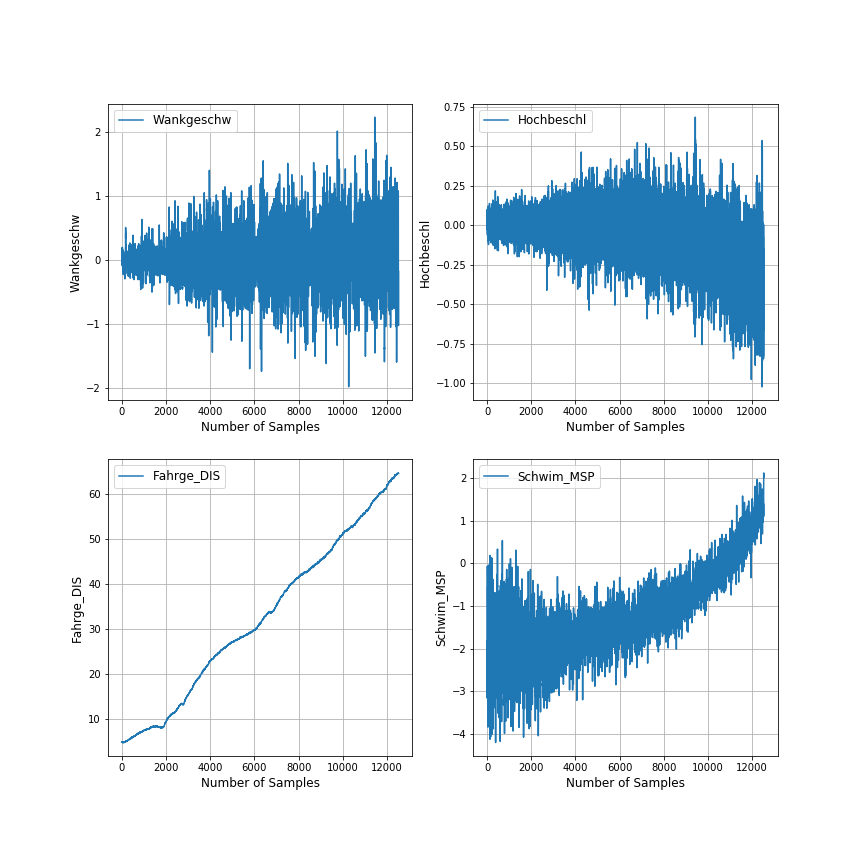 Wankgeschw
Wankgeschw
2
1
0
−1
−2
0 2000 4000 6000 8000 10000 12000
Number of Samples
Hochbeschl
Hochbeschl
0.75
0.50
0.25
0.00
−0.25
−0.50
−0.75
−1.00
0 2000 4000 6000 8000 10000 12000
Number of Samples
Fahrge_DIS
Fahrge_DIS
60
50
40
30
20
10
0 2000 4000 6000 8000 10000 12000
Number of Samples
Schwim_MSP
Schwim_MSP
2
1
0
−1
−2
−3
−4
0 2000 4000 6000 8000 10000 12000
Number of Samples